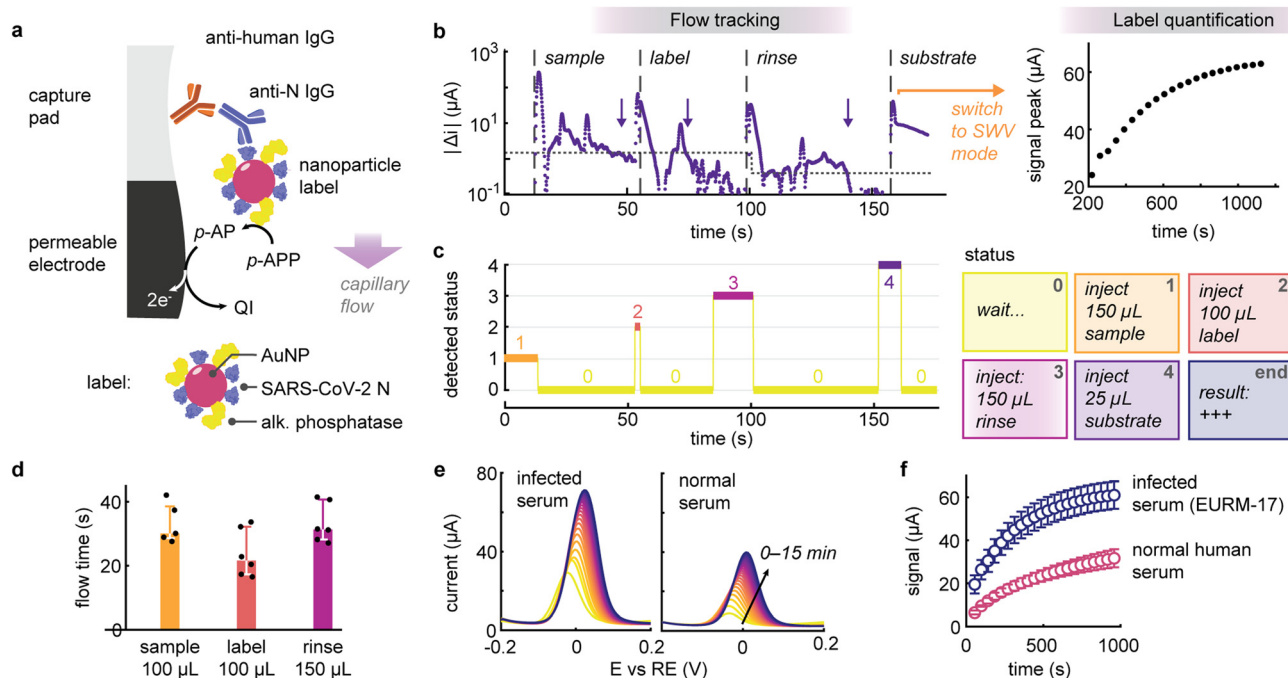 a
anti-human IgG
capture
pad
anti-N IgG
nanoparticle
label
permeable
electrode
p-AP
p-APP
2e-
QI
capillary
flow
label:
AuNP
SARS-CoV-2 N
alk. phosphatase
b
Flow tracking
Label quantification
|Δi| (µA)
10³
10¹
10⁻¹
sample
label
rinse
substrate
switch
to SWV
mode
0
50
100
150
time (s)
signal peak (µA)
60
40
20
200
600
1000
time (s)
c
detected status
4
3
2
1
0
1
0
2
0
3
0
4
0
0
50
100
150
time (s)
status
0
wait...
1
inject
150 µL
sample
2
inject
100 µL
label
3
inject:
150 µL
rinse
4
inject
25 µL
substrate
end
result:
+++
d
flow time (s)
40
20
0
sample
100 µL
label
100 µL
rinse
150 µL
e
current (µA)
80
40
0
infected
serum
normal
serum
0–15 min
-0.2
0
0.2
0
0.2
E vs RE (V)
f
signal (µA)
60
40
20
0
infected
serum (EURM-17)
normal human
serum
0
500
1000
time (s)